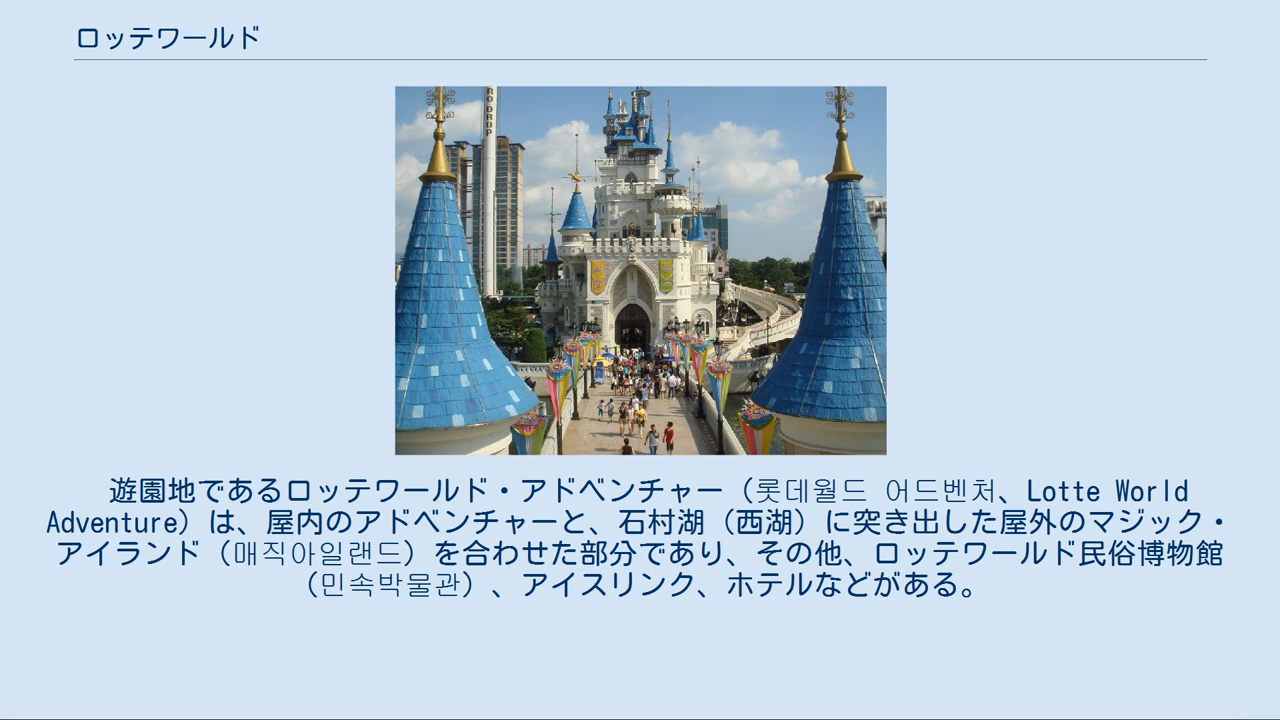 ロッテワールド
RO DROP
遊園地であるロッテワールド・アドベンチャー（롯데월드 어드벤처、Lotte World
Adventure）は、屋内のアドベンチャーと、石村湖（西湖）に突き出した屋外のマジック・
アイランド（매직아일랜드）を合わせた部分であり、その他、ロッテワールド民俗博物館
（민속박물관）、アイスリンク、ホテルなどがある。